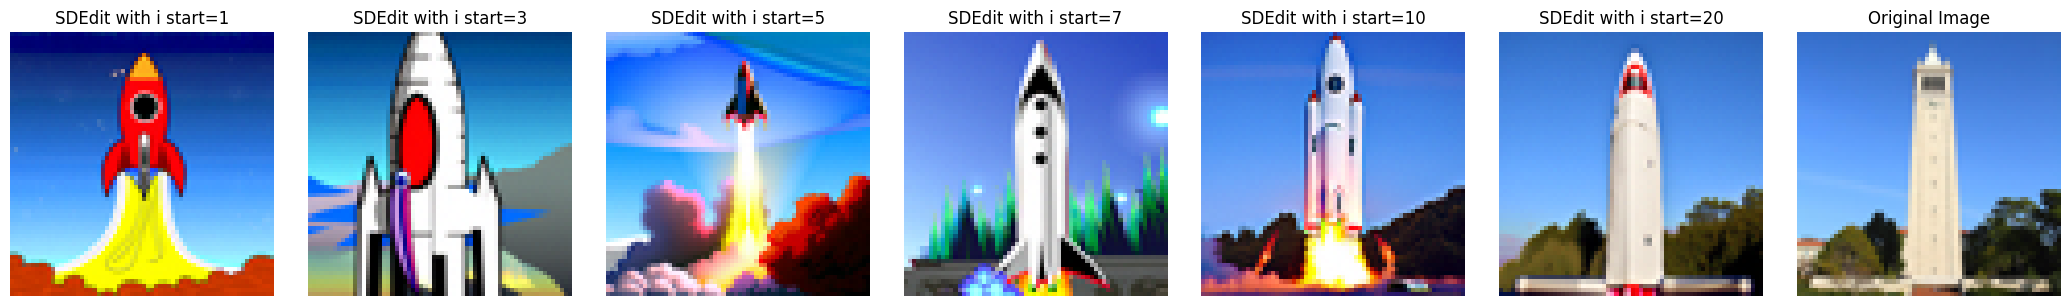 SDEdit with i start=1
SDEdit with i start=3
SDEdit with i start=5
SDEdit with i start=7
SDEdit with i start=10
SDEdit with i start=20
Original Image